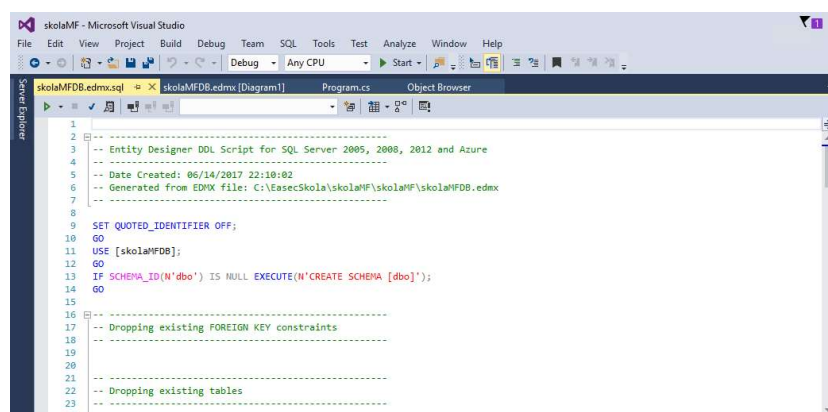 skolaMF - Microsoft Visual Studio
1
File Edit View Project Build Debug Team SQL Tools Test Analyze Window Help
Debug Any CPU Start
Server Explorer
skolaMFDB.edmx.sql skolaMFDB.edmx [Diagram1] Program.cs Object Browser
1
2 -- --------------------------------------------------
3 -- Entity Designer DDL Script for SQL Server 2005, 2008, 2012 and Azure
4 -- --------------------------------------------------
5 -- Date Created: 06/14/2017 22:10:02
6 -- Generated from EDMX file: C:\EasecSkola\skolaMF\skolaMF\skolaMFDB.edmx
7 -- --------------------------------------------------
8
9 SET QUOTED_IDENTIFIER OFF;
10 GO
11 USE [skolaMFDB];
12 GO
13 IF SCHEMA_ID(N'dbo') IS NULL EXECUTE(N'CREATE SCHEMA [dbo]');
14 GO
15
16 -- --------------------------------------------------
17 -- Dropping existing FOREIGN KEY constraints
18 -- --------------------------------------------------
19
20
21 -- --------------------------------------------------
22 -- Dropping existing tables
23 -- --------------------------------------------------